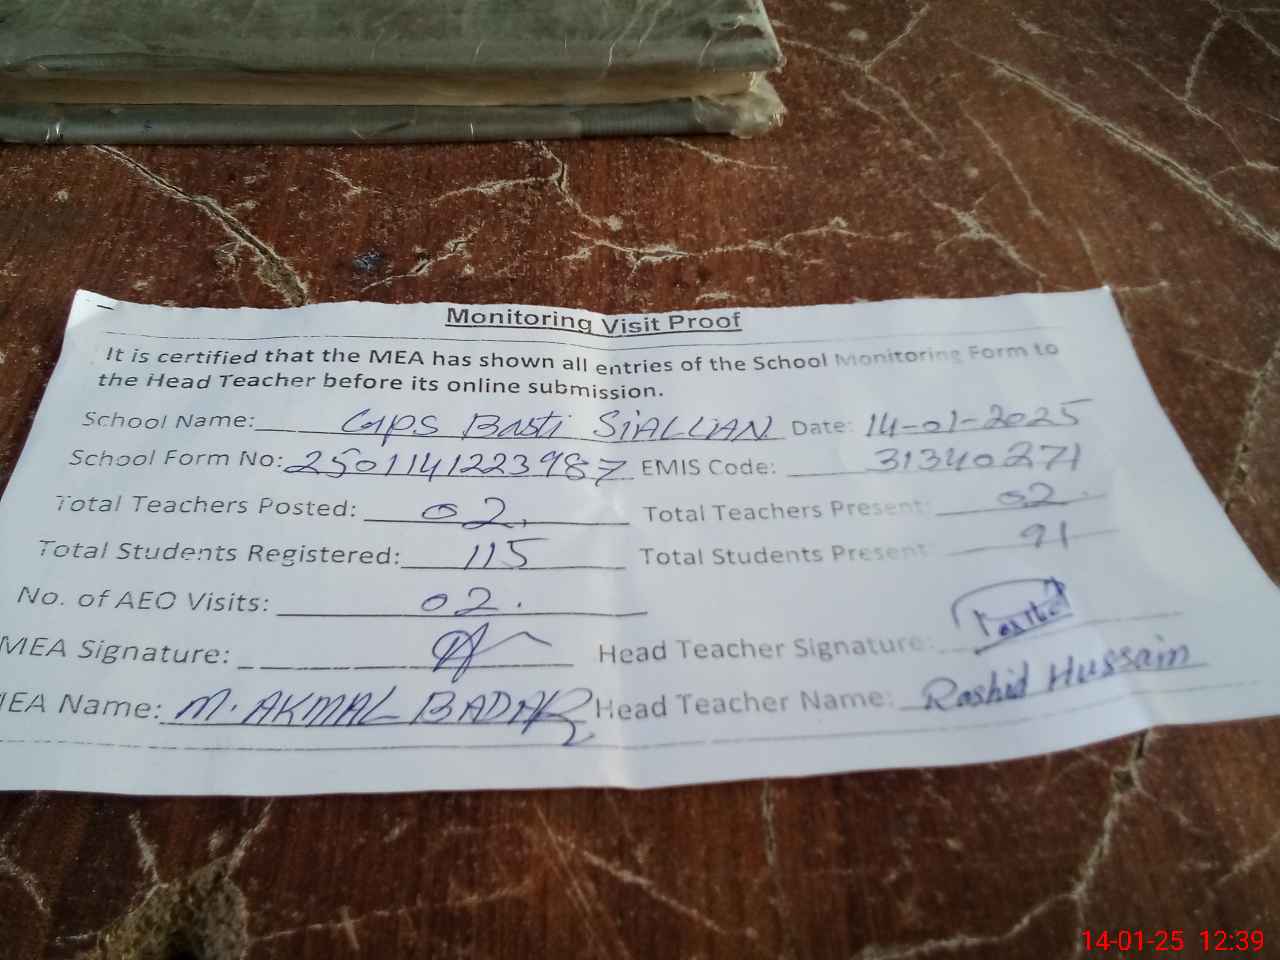 Monitoring Visit Proof
It is certified that the MEA has shown all entries of the School Monitoring Form to
the Head Teacher before its online submission.
School Name: GPS Basti SiALLIAN Date: 14-01-2025
School Form No: 2501141223987 EMIS Code: 31340271
Total Teachers Posted: 02 Total Teachers Present: 02
Total Students Registered: 115 Total Students Present: 91
No. of AEO Visits: 02.
MEA Signature: Head Teacher Signature:
MEA Name: M. AKMAL BADAR Head Teacher Name: Rashid Hussain
14-01-25 12:39